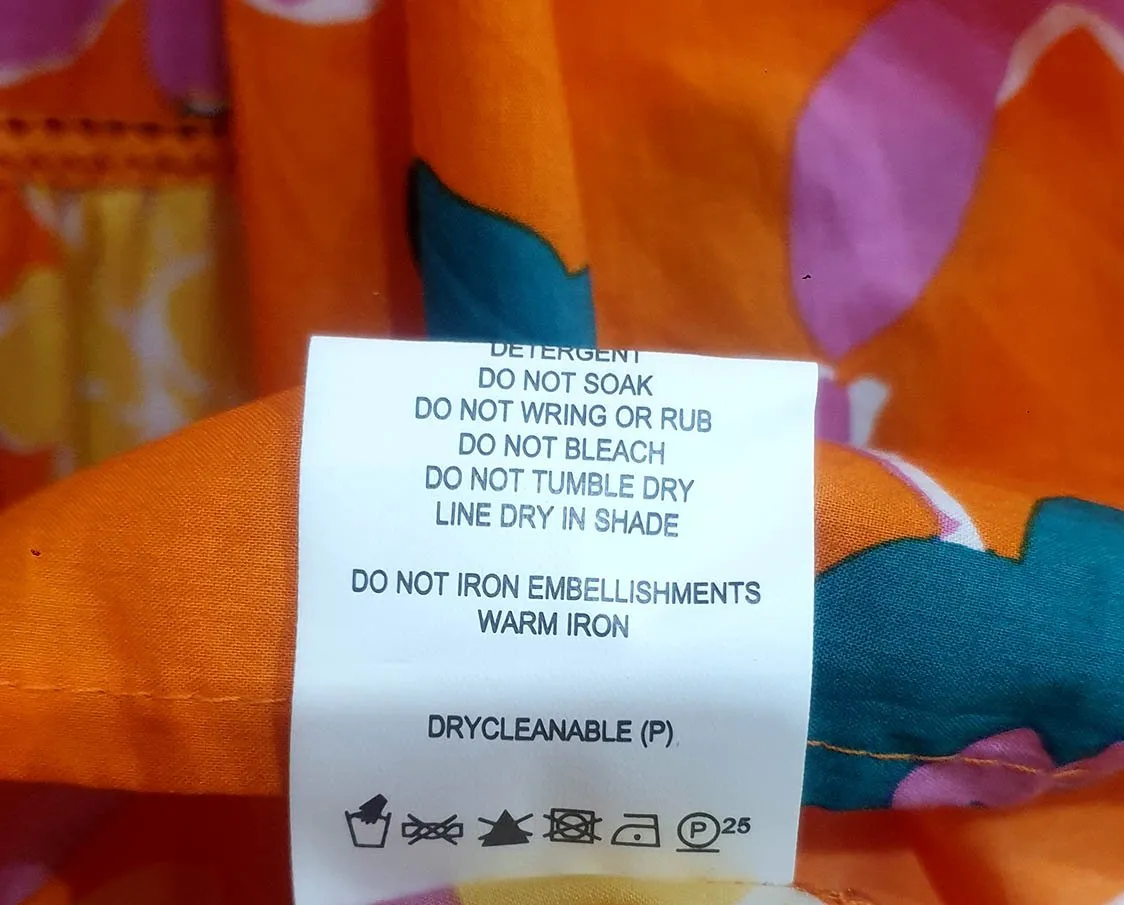 DETERGENT
DO NOT SOAK
DO NOT WRING OR RUB
DO NOT BLEACH
DO NOT TUMBLE DRY
LINE DRY IN SHADE
DO NOT IRON EMBELLISHMENTS
WARM IRON
DRYCLEANABLE (P)
P 25